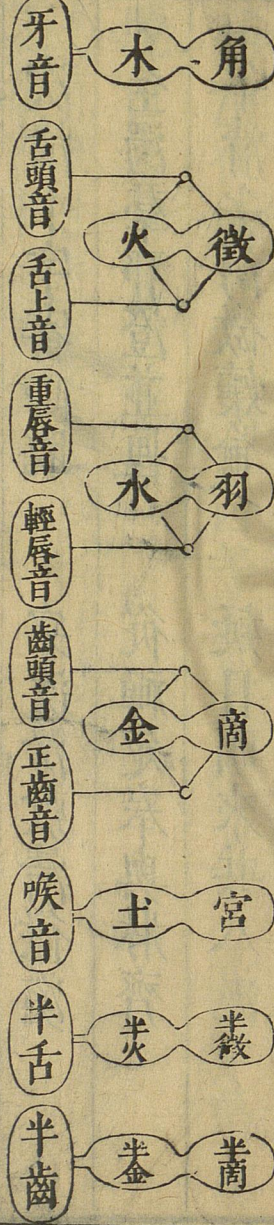 牙音 木 角
舌頭音
火 徵
舌上音
重唇音
水 羽
輕唇音
齒頭音
金 商
正齒音
喉音 土 宮
半舌 半火 半徵
半齒 半金 半商